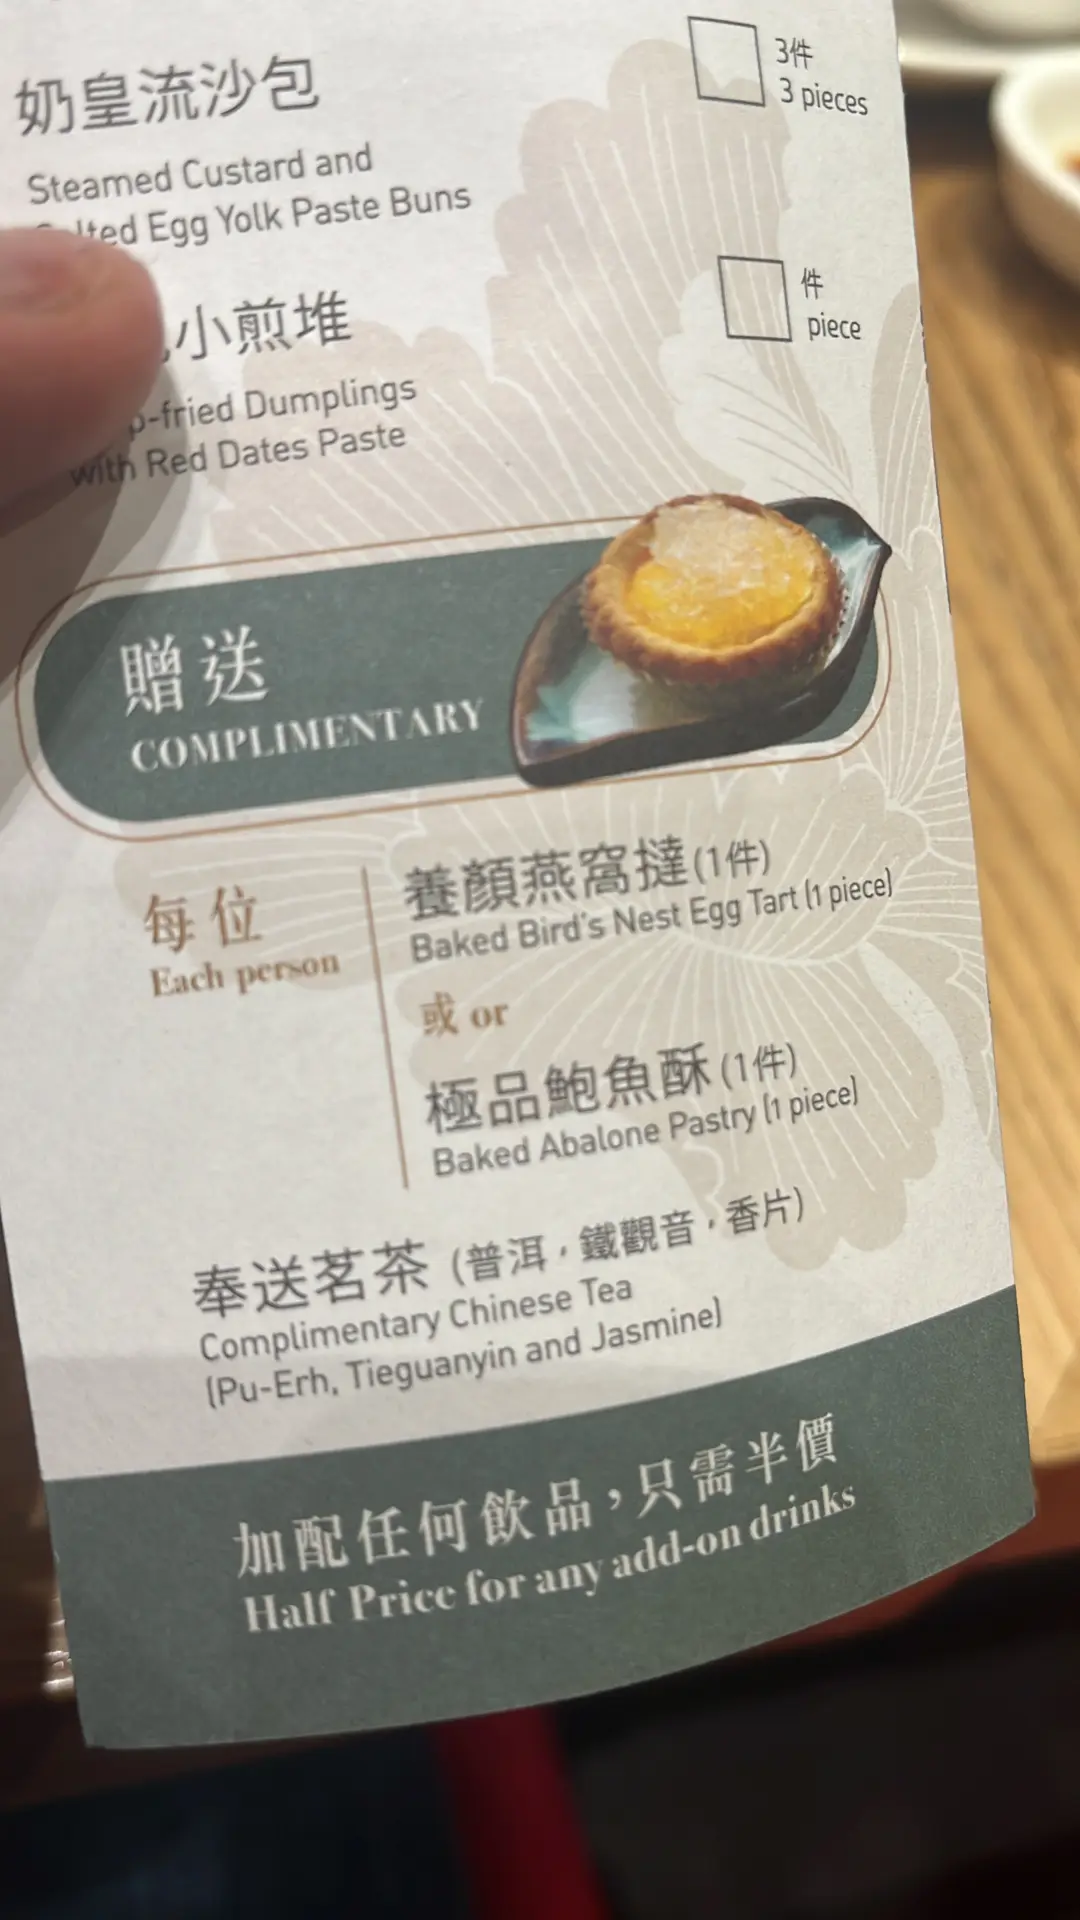 奶皇流沙包
Steamed Custard and
Egg Yolk Paste Buns
3件
3 pieces
小煎堆
-fried Dumplings
with Red Dates Paste
件
piece
贈送
COMPLIMENTARY
每位
Each person
養顏燕窩撻(1件)
Baked Bird's Nest Egg Tart (1 piece)
或 or
極品鮑魚酥(1件)
Baked Abalone Pastry (1 piece)
奉送茗茶 (普洱，鐵觀音，香片)
Complimentary Chinese Tea
(Pu-Erh, Tieguanyin and Jasmine)
加配任何飲品，只需半價
Half Price for any add-on drinks